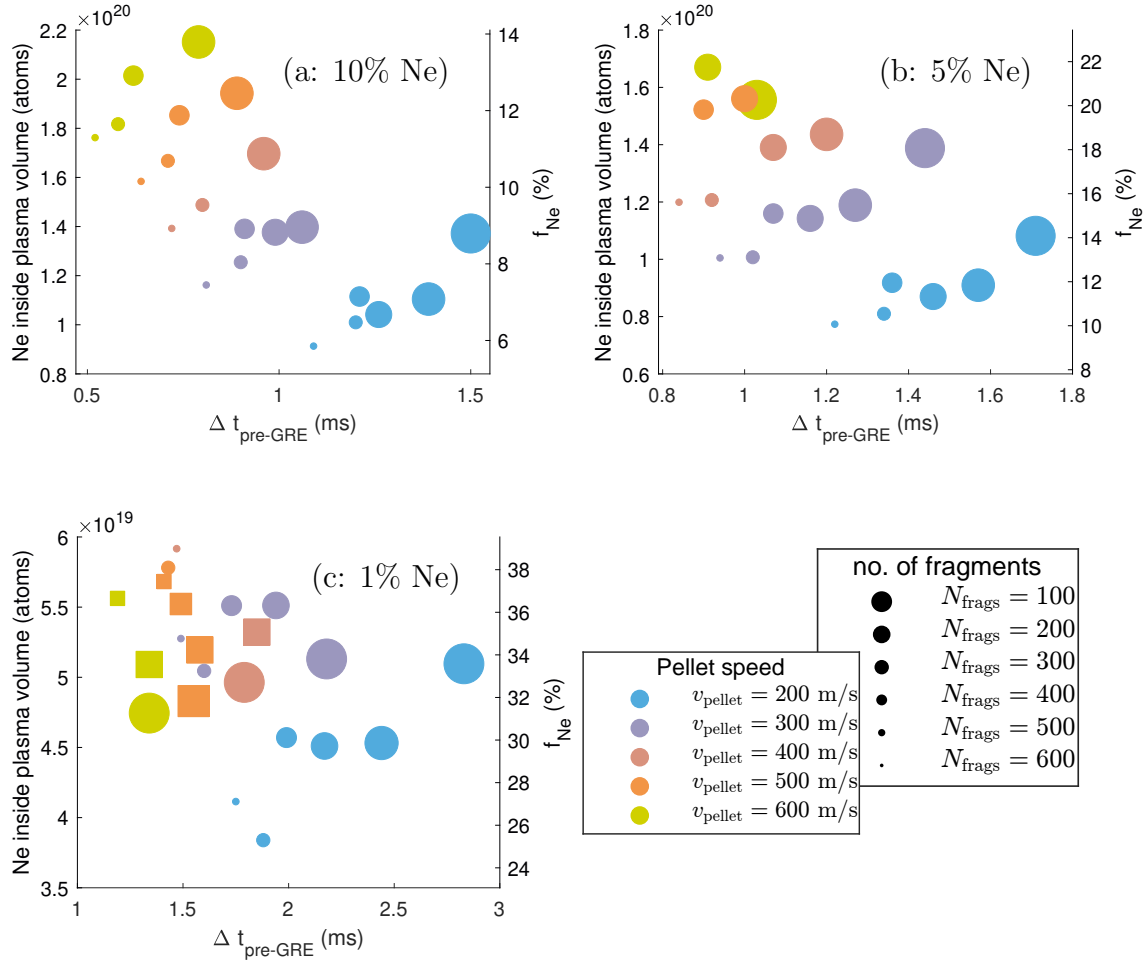 ×10^20
2.2
2
1.8
1.6
1.4
1.2
1
0.8
Ne inside plasma volume (atoms)
(a: 10% Ne)
14
12
10
8
6
f_Ne (%)
0.5 1 1.5
Δ t_pre-GRE (ms)
×10^20
1.8
1.6
1.4
1.2
1
0.8
0.6
Ne inside plasma volume (atoms)
(b: 5% Ne)
22
20
18
16
14
12
10
8
f_Ne (%)
0.8 1 1.2 1.4 1.6 1.8
Δ t_pre-GRE (ms)
×10^19
6
5.5
5
4.5
4
3.5
Ne inside plasma volume (atoms)
(c: 1% Ne)
38
36
34
32
30
28
26
24
f_Ne (%)
1 1.5 2 2.5 3
Δ t_pre-GRE (ms)
no. of fragments
N_frags = 100
N_frags = 200
N_frags = 300
N_frags = 400
N_frags = 500
N_frags = 600
Pellet speed
v_pellet = 200 m/s
v_pellet = 300 m/s
v_pellet = 400 m/s
v_pellet = 500 m/s
v_pellet = 600 m/s